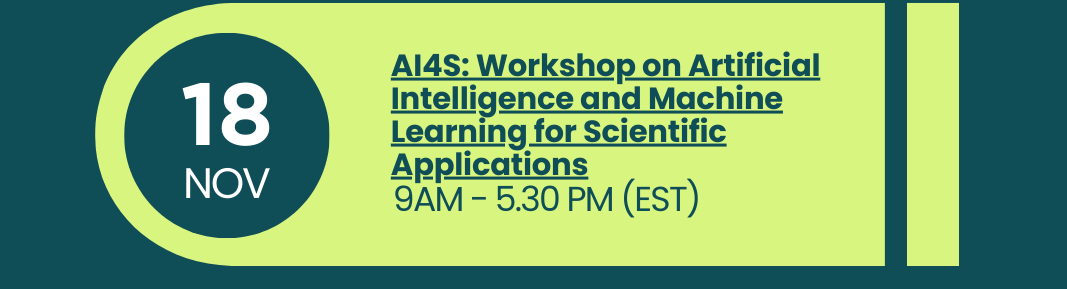 18
NOV
AI4S: Workshop on Artificial
Intelligence and Machine
Learning for Scientific
Applications
9AM - 5.30 PM (EST)